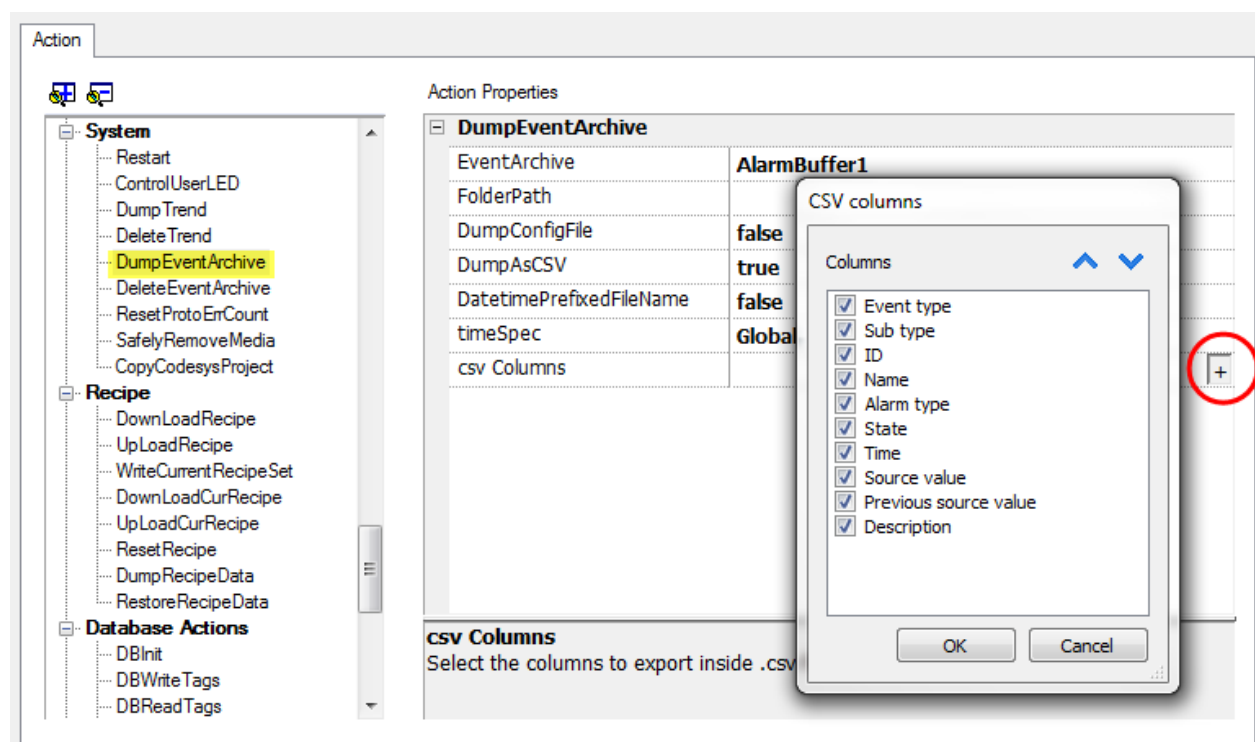 Action
Action Properties
System
Restart
ControlUserLED
DumpTrend
DeleteTrend
DumpEventArchive
DeleteEventArchive
ResetProtoErrCount
SafelyRemoveMedia
CopyCodesysProject
Recipe
DownLoadRecipe
UpLoadRecipe
WriteCurrentRecipeSet
DownLoadCurRecipe
UpLoadCurRecipe
ResetRecipe
DumpRecipeData
RestoreRecipeData
Database Actions
DBInit
DBWriteTags
DBReadTags
DumpEventArchive
EventArchive AlarmBuffer1
FolderPath
DumpConfigFile false
DumpAsCSV true
DatetimePrefixedFileName false
timeSpec Global
csv Columns +
csv Columns
Select the columns to export inside .csv
CSV columns
Columns
Event type
Sub type
ID
Name
Alarm type
State
Time
Source value
Previous source value
Description
OK Cancel